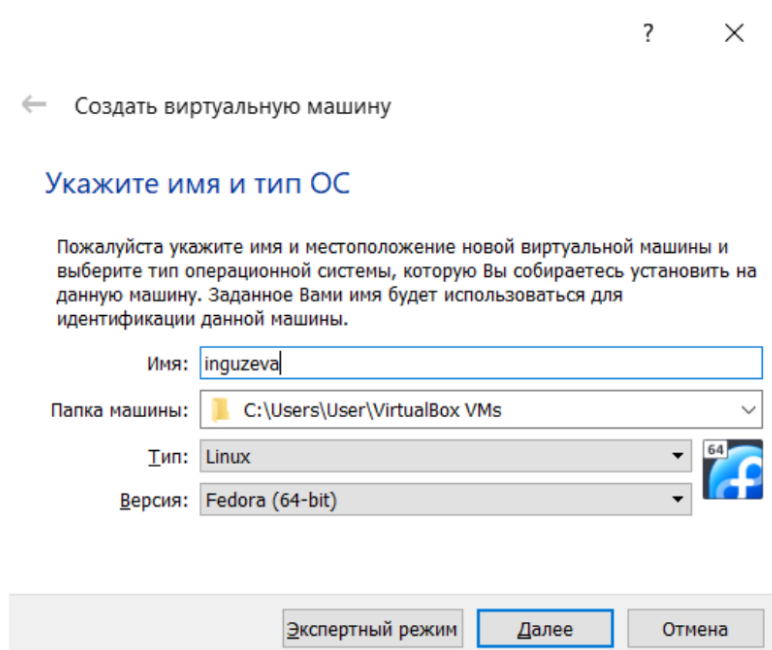 ?
Создать виртуальную машину
Укажите имя и тип ОС
Пожалуйста укажите имя и местоположение новой виртуальной машины и
выберите тип операционной системы, которую Вы собираетесь установить на
данную машину. Заданное Вами имя будет использоваться для
идентификации данной машины.
Имя: inguzeva
Папка машины: C:\Users\User\VirtualBox VMs
Тип: Linux
64
Версия: Fedora (64-bit)
Экспертный режим Далее Отмена